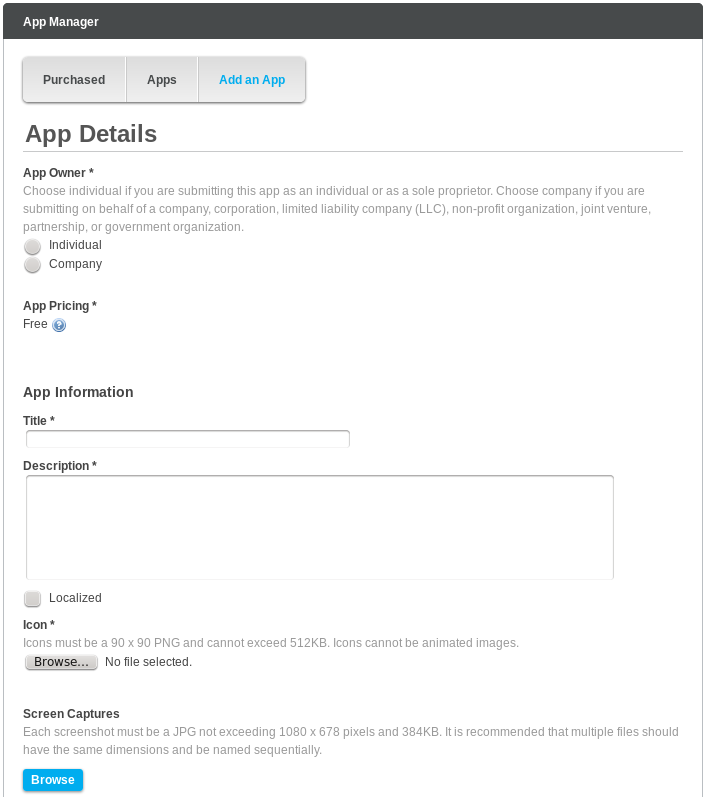 App Manager
Purchased
Apps
Add an App
App Details
App Owner *
Choose individual if you are submitting this app as an individual or as a sole proprietor. Choose company if you are
submitting on behalf of a company, corporation, limited liability company (LLC), non-profit organization, joint venture,
partnership, or government organization.
Individual
Company
App Pricing *
Free ?
App Information
Title *
Description *
Localized
Icon *
Icons must be a 90 x 90 PNG and cannot exceed 512KB. Icons cannot be animated images.
Browse... No file selected.
Screen Captures
Each screenshot must be a JPG not exceeding 1080 x 678 pixels and 384KB. It is recommended that multiple files should
have the same dimensions and be named sequentially.
Browse